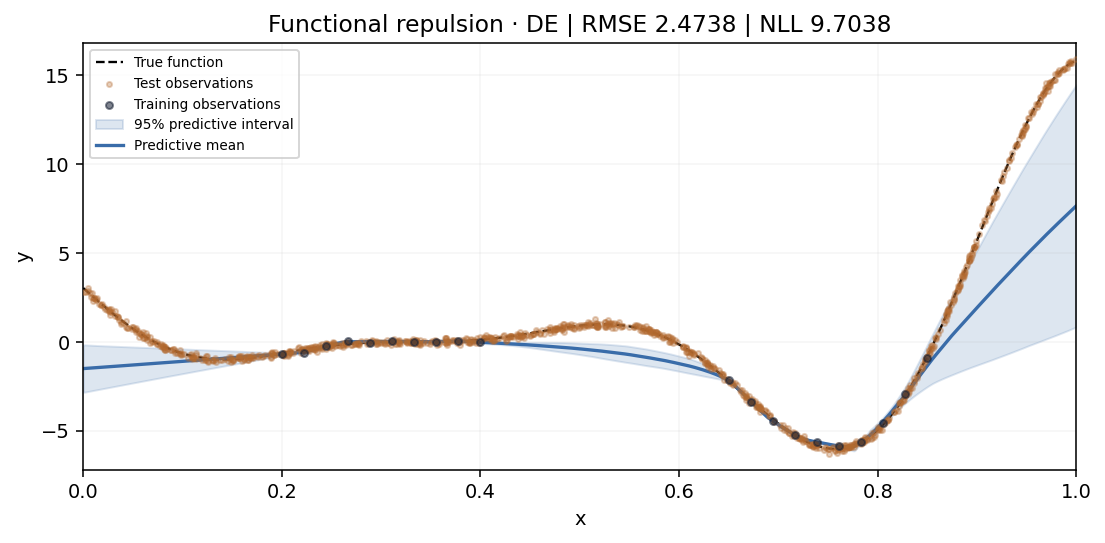 Functional repulsion · DE | RMSE 2.4738 | NLL 9.7038
True function
Test observations
Training observations
95% predictive interval
Predictive mean
15
10
5
0
−5
y
0.0 0.2 0.4 0.6 0.8 1.0
x